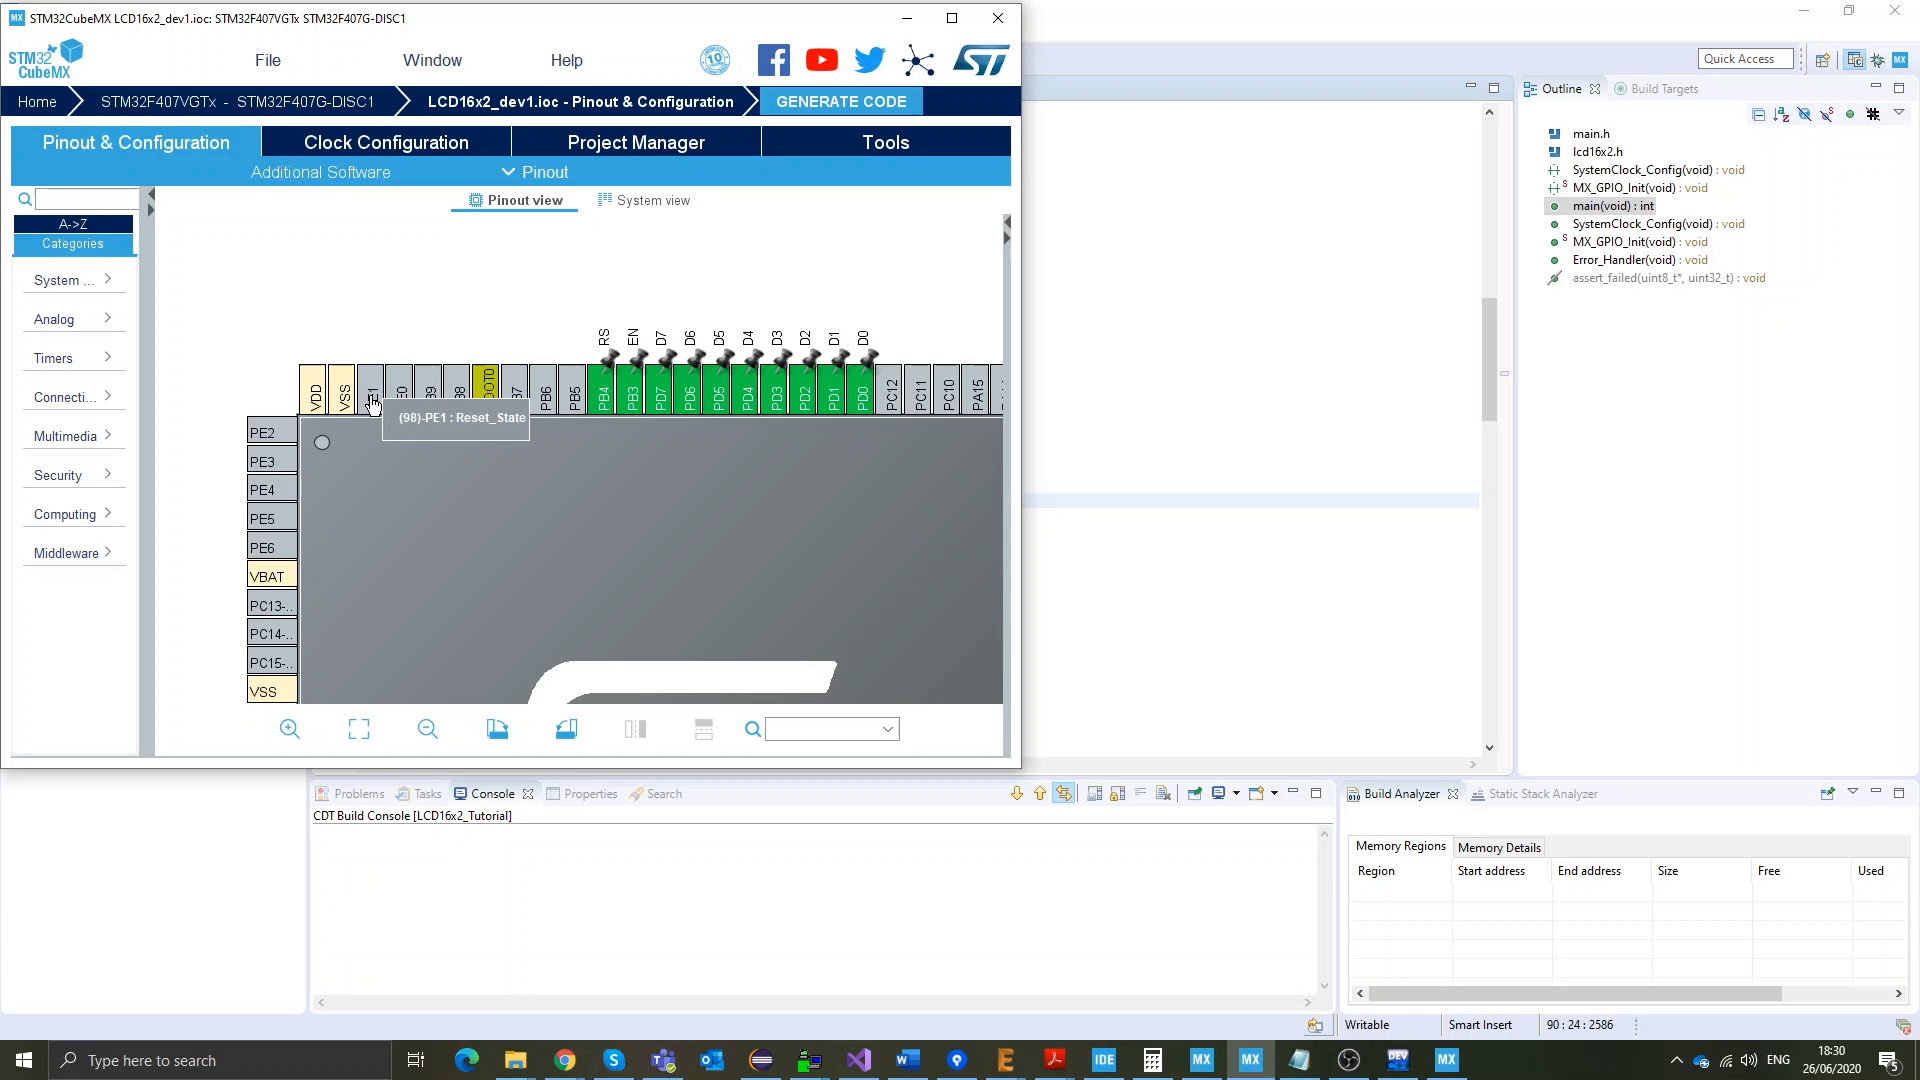 STM32CubeMX LCD16x2_dev1.ioc: STM32F407VGTx STM32F407G-DISC1
STM32
CubeMX
File
Window
Help
10
Home
STM32F407VGTx - STM32F407G-DISC1
LCD16x2_dev1.ioc - Pinout & Configuration
GENERATE CODE
Pinout & Configuration
Clock Configuration
Project Manager
Tools
Additional Software
Pinout
A->Z
Categories
System ...
Analog
Timers
Connecti...
Multimedia
Security
Computing
Middleware
Pinout view
System view
RS
EN
D7
D6
D5
D4
D3
D2
D1
D0
VDD
VSS
PB6
PB5
PB4
PB3
PD7
PD6
PD5
PD4
PD3
PD2
PD1
PD0
PC12
PC11
PC10
PA15
(98)-PE1 : Reset_State
PE2
PE3
PE4
PE5
PE6
VBAT
PC13-..
PC14-..
PC15-..
VSS
Quick Access
Outline
Build Targets
main.h
lcd16x2.h
SystemClock_Config(void) : void
MX_GPIO_Init(void) : void
main(void) : int
SystemClock_Config(void) : void
MX_GPIO_Init(void) : void
Error_Handler(void) : void
assert_failed(uint8_t*, uint32_t) : void
Problems
Tasks
Console
Properties
Search
CDT Build Console [LCD16x2_Tutorial]
Build Analyzer
Static Stack Analyzer
Memory Regions
Memory Details
Region
Start address
End address
Size
Free
Used
Writable
Smart Insert
90 : 24 : 2586
Type here to search
IDE
MX
MX
DEV
MX
ENG
18:30
26/06/2020
5